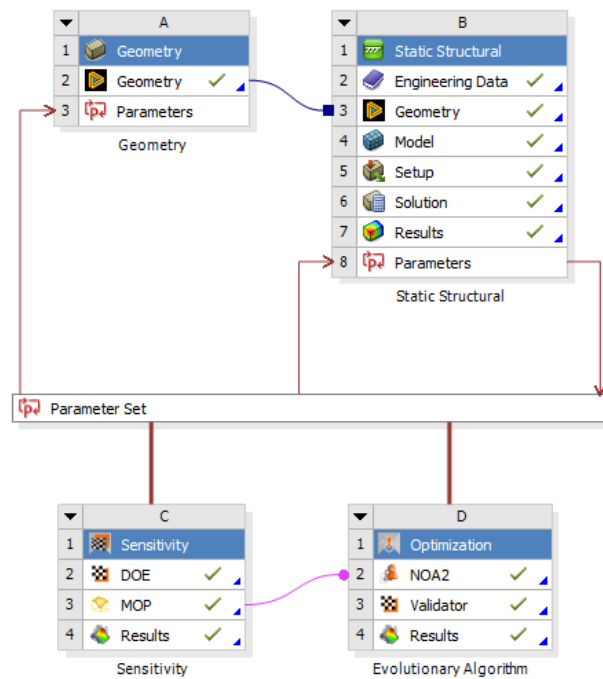 A
1 Geometry
2 Geometry
3 Parameters
Geometry
B
1 Static Structural
2 Engineering Data
3 Geometry
4 Model
5 Setup
6 Solution
7 Results
8 Parameters
Static Structural
Parameter Set
C
1 Sensitivity
2 DOE
3 MOP
4 Results
Sensitivity
D
1 Optimization
2 NOA2
3 Validator
4 Results
Evolutionary Algorithm